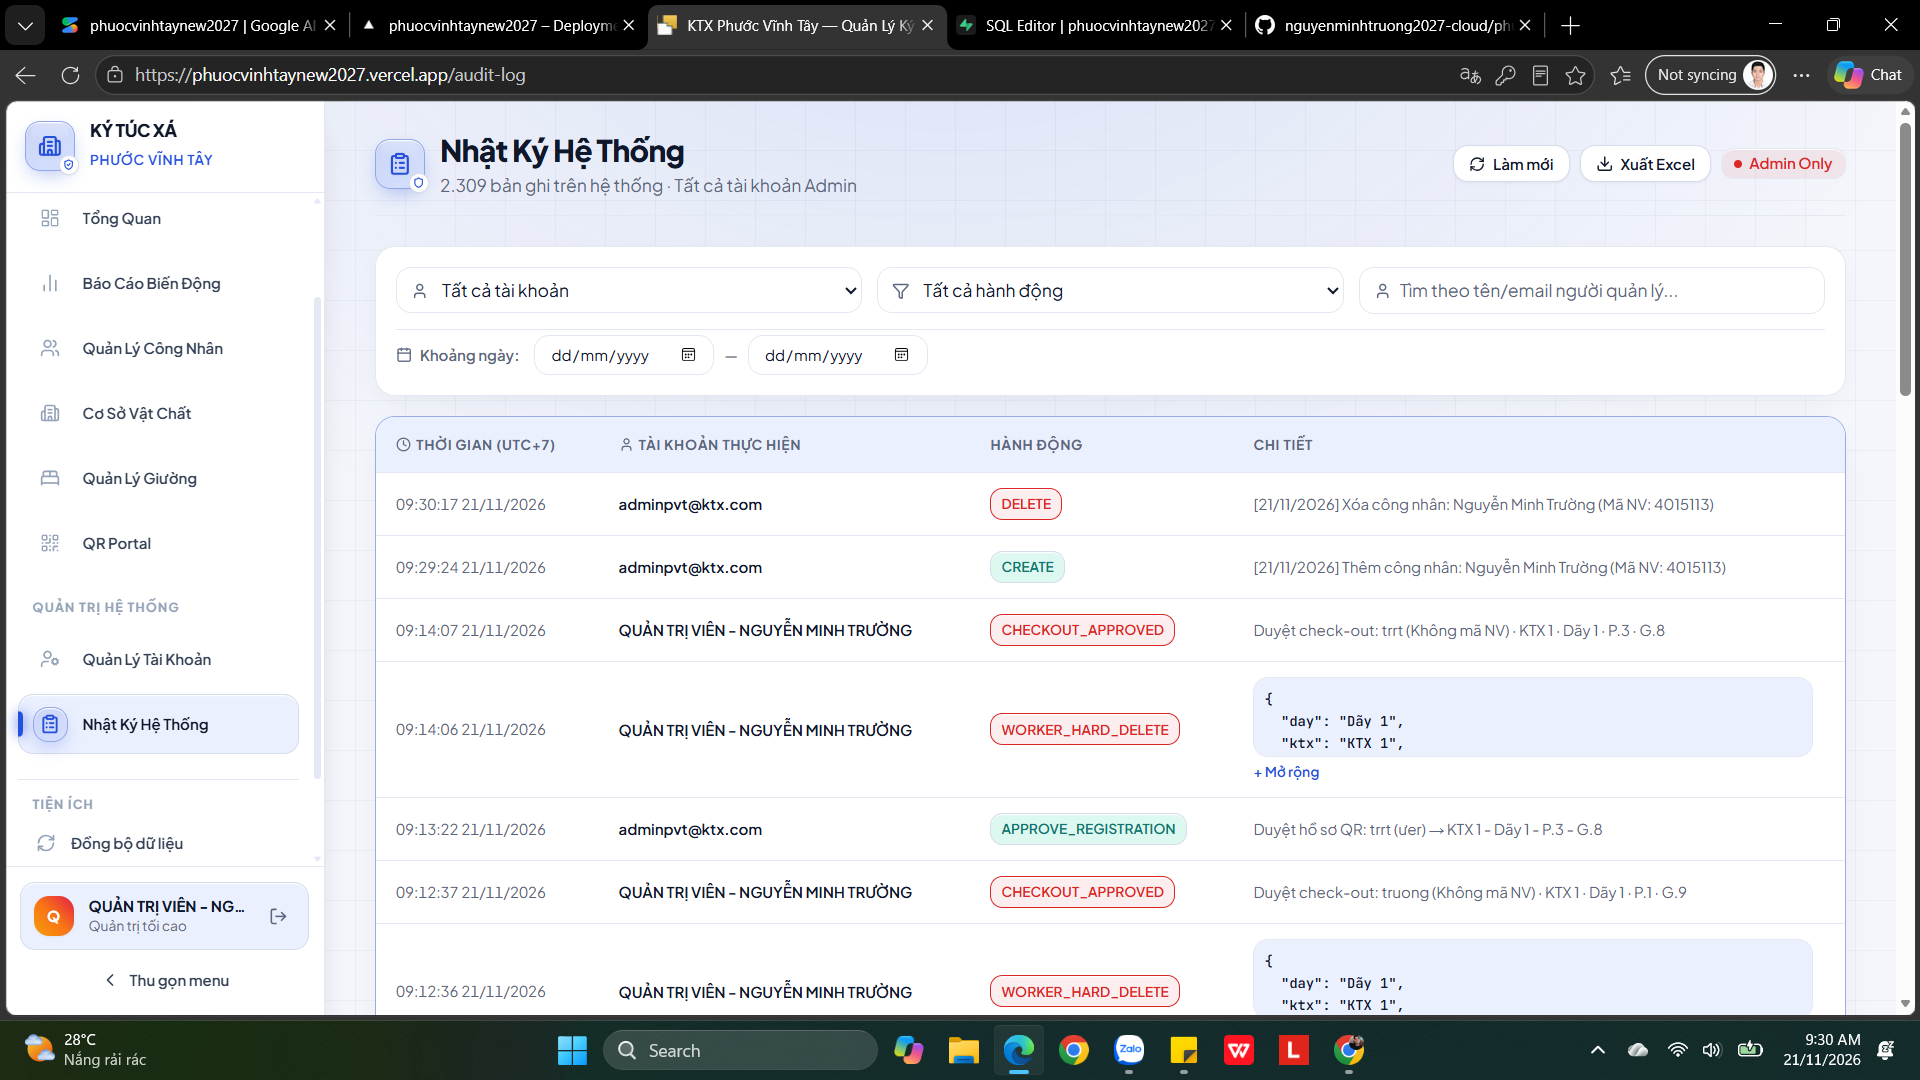 phuocvinhtaynew2027 | Google AI
phuocvinhtaynew2027 – Deployme
KTX Phước Vĩnh Tây — Quản Lý Ký
SQL Editor | phuocvinhtaynew2027
nguyenminhtruong2027-cloud/ph
https://phuocvinhtaynew2027.vercel.app/audit-log
Not syncing
Chat
KÝ TÚC XÁ
PHƯỚC VĨNH TÂY
Tổng Quan
Báo Cáo Biến Động
Quản Lý Công Nhân
Cơ Sở Vật Chất
Quản Lý Giường
QR Portal
QUẢN TRỊ HỆ THỐNG
Quản Lý Tài Khoản
Nhật Ký Hệ Thống
TIỆN ÍCH
Đồng bộ dữ liệu
Q
QUẢN TRỊ VIÊN - NG...
Quản trị tối cao
Thu gọn menu
Nhật Ký Hệ Thống
2.309 bản ghi trên hệ thống · Tất cả tài khoản Admin
Làm mới
Xuất Excel
Admin Only
Tất cả tài khoản
Tất cả hành động
Tìm theo tên/email người quản lý...
Khoảng ngày: dd/mm/yyyy — dd/mm/yyyy
THỜI GIAN (UTC+7) TÀI KHOẢN THỰC HIỆN HÀNH ĐỘNG CHI TIẾT
09:30:17 21/11/2026 adminpvt@ktx.com DELETE [21/11/2026] Xóa công nhân: Nguyễn Minh Trường (Mã NV: 4015113)
09:29:24 21/11/2026 adminpvt@ktx.com CREATE [21/11/2026] Thêm công nhân: Nguyễn Minh Trường (Mã NV: 4015113)
09:14:07 21/11/2026 QUẢN TRỊ VIÊN - NGUYỄN MINH TRƯỜNG CHECKOUT_APPROVED Duyệt check-out: trrt (Không mã NV) · KTX 1 · Dãy 1 · P.3 · G.8
09:14:06 21/11/2026 QUẢN TRỊ VIÊN - NGUYỄN MINH TRƯỜNG WORKER_HARD_DELETE
{
"day": "Dãy 1",
"ktx": "KTX 1",
+ Mở rộng
09:13:22 21/11/2026 adminpvt@ktx.com APPROVE_REGISTRATION Duyệt hồ sơ QR: trrt (ưer) → KTX 1 - Dãy 1 - P.3 - G.8
09:12:37 21/11/2026 QUẢN TRỊ VIÊN - NGUYỄN MINH TRƯỜNG CHECKOUT_APPROVED Duyệt check-out: truong (Không mã NV) · KTX 1 · Dãy 1 · P.1 · G.9
09:12:36 21/11/2026 QUẢN TRỊ VIÊN - NGUYỄN MINH TRƯỜNG WORKER_HARD_DELETE
{
"day": "Dãy 1",
"ktx": "KTX 1",
28°C
Nắng rải rác
Search
Zalo
W
L
9:30 AM
21/11/2026